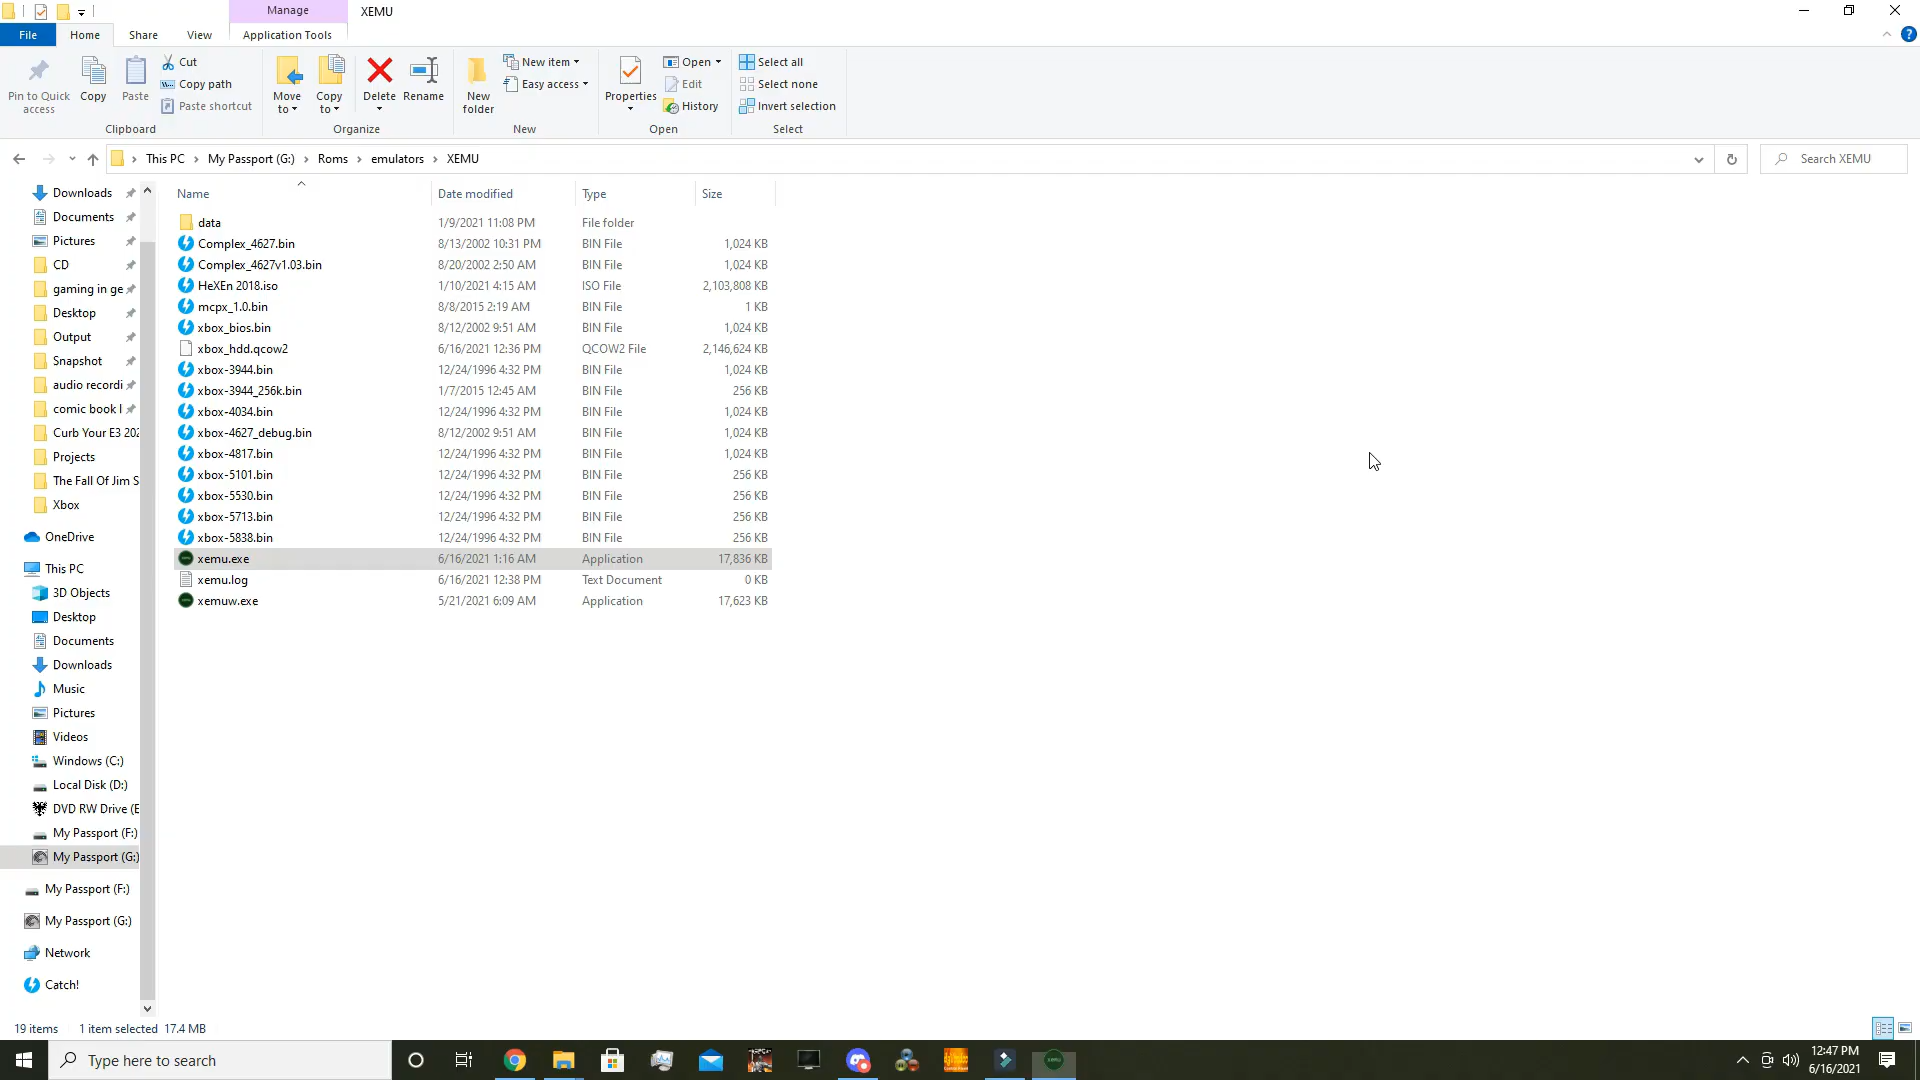 Manage
XEMU
File
Home
Share
View
Application Tools
Pin to Quick access
Copy
Paste
Cut
Copy path
Paste shortcut
Clipboard
Move to
Copy to
Delete
Rename
Organize
New folder
New item
Easy access
New
Properties
Open
Edit
History
Open
Select all
Select none
Invert selection
Select
This PC > My Passport (G:) > Roms > emulators > XEMU
Search XEMU
Name Date modified Type Size
data 1/9/2021 11:08 PM File folder
Complex_4627.bin 8/13/2002 10:31 PM BIN File 1,024 KB
Complex_4627v1.03.bin 8/20/2002 2:50 AM BIN File 1,024 KB
HeXEn 2018.iso 1/10/2021 4:15 AM ISO File 2,103,808 KB
mcpx_1.0.bin 8/8/2015 2:19 AM BIN File 1 KB
xbox_bios.bin 8/12/2002 9:51 AM BIN File 1,024 KB
xbox_hdd.qcow2 6/16/2021 12:36 PM QCOW2 File 2,146,624 KB
xbox-3944.bin 12/24/1996 4:32 PM BIN File 1,024 KB
xbox-3944_256k.bin 1/7/2015 12:45 AM BIN File 256 KB
xbox-4034.bin 12/24/1996 4:32 PM BIN File 1,024 KB
xbox-4627_debug.bin 8/12/2002 9:51 AM BIN File 1,024 KB
xbox-4817.bin 12/24/1996 4:32 PM BIN File 1,024 KB
xbox-5101.bin 12/24/1996 4:32 PM BIN File 256 KB
xbox-5530.bin 12/24/1996 4:32 PM BIN File 256 KB
xbox-5713.bin 12/24/1996 4:32 PM BIN File 256 KB
xbox-5838.bin 12/24/1996 4:32 PM BIN File 256 KB
xemu.exe 6/16/2021 1:16 AM Application 17,836 KB
xemu.log 6/16/2021 12:38 PM Text Document 0 KB
xemuw.exe 5/21/2021 6:09 AM Application 17,623 KB
Downloads
Documents
Pictures
CD
gaming in ge
Desktop
Output
Snapshot
audio recordi
comic book l
Curb Your E3 202
Projects
The Fall Of Jim S
Xbox
OneDrive
This PC
3D Objects
Desktop
Documents
Downloads
Music
Pictures
Videos
Windows (C:)
Local Disk (D:)
DVD RW Drive (E
My Passport (F:)
My Passport (G:)
My Passport (F:)
My Passport (G:)
Network
Catch!
19 items 1 item selected 17.4 MB
Type here to search
12:47 PM
6/16/2021